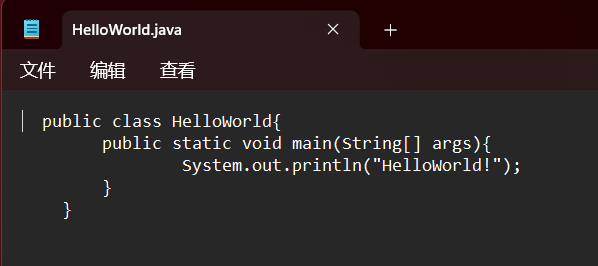 HelloWorld.java
文件 编辑 查看
public class HelloWorld{
public static void main(String[] args){
System.out.println("HelloWorld!");
}
}